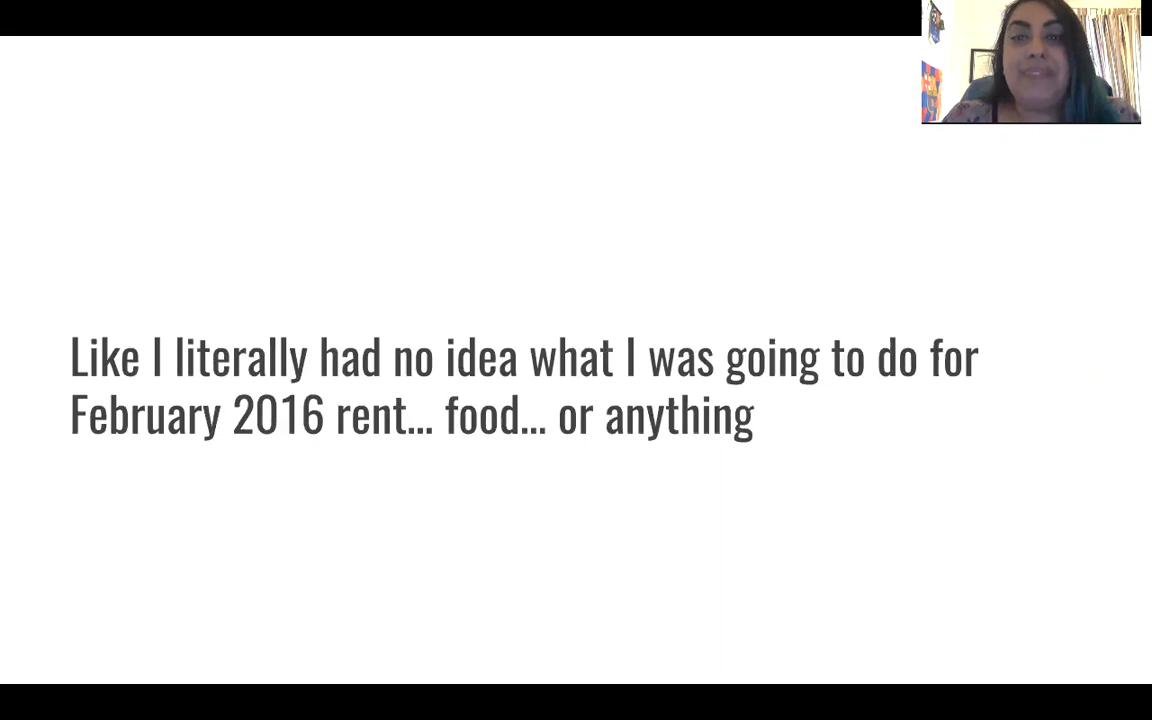 Like I literally had no idea what I was going to do for
February 2016 rent... food... or anything